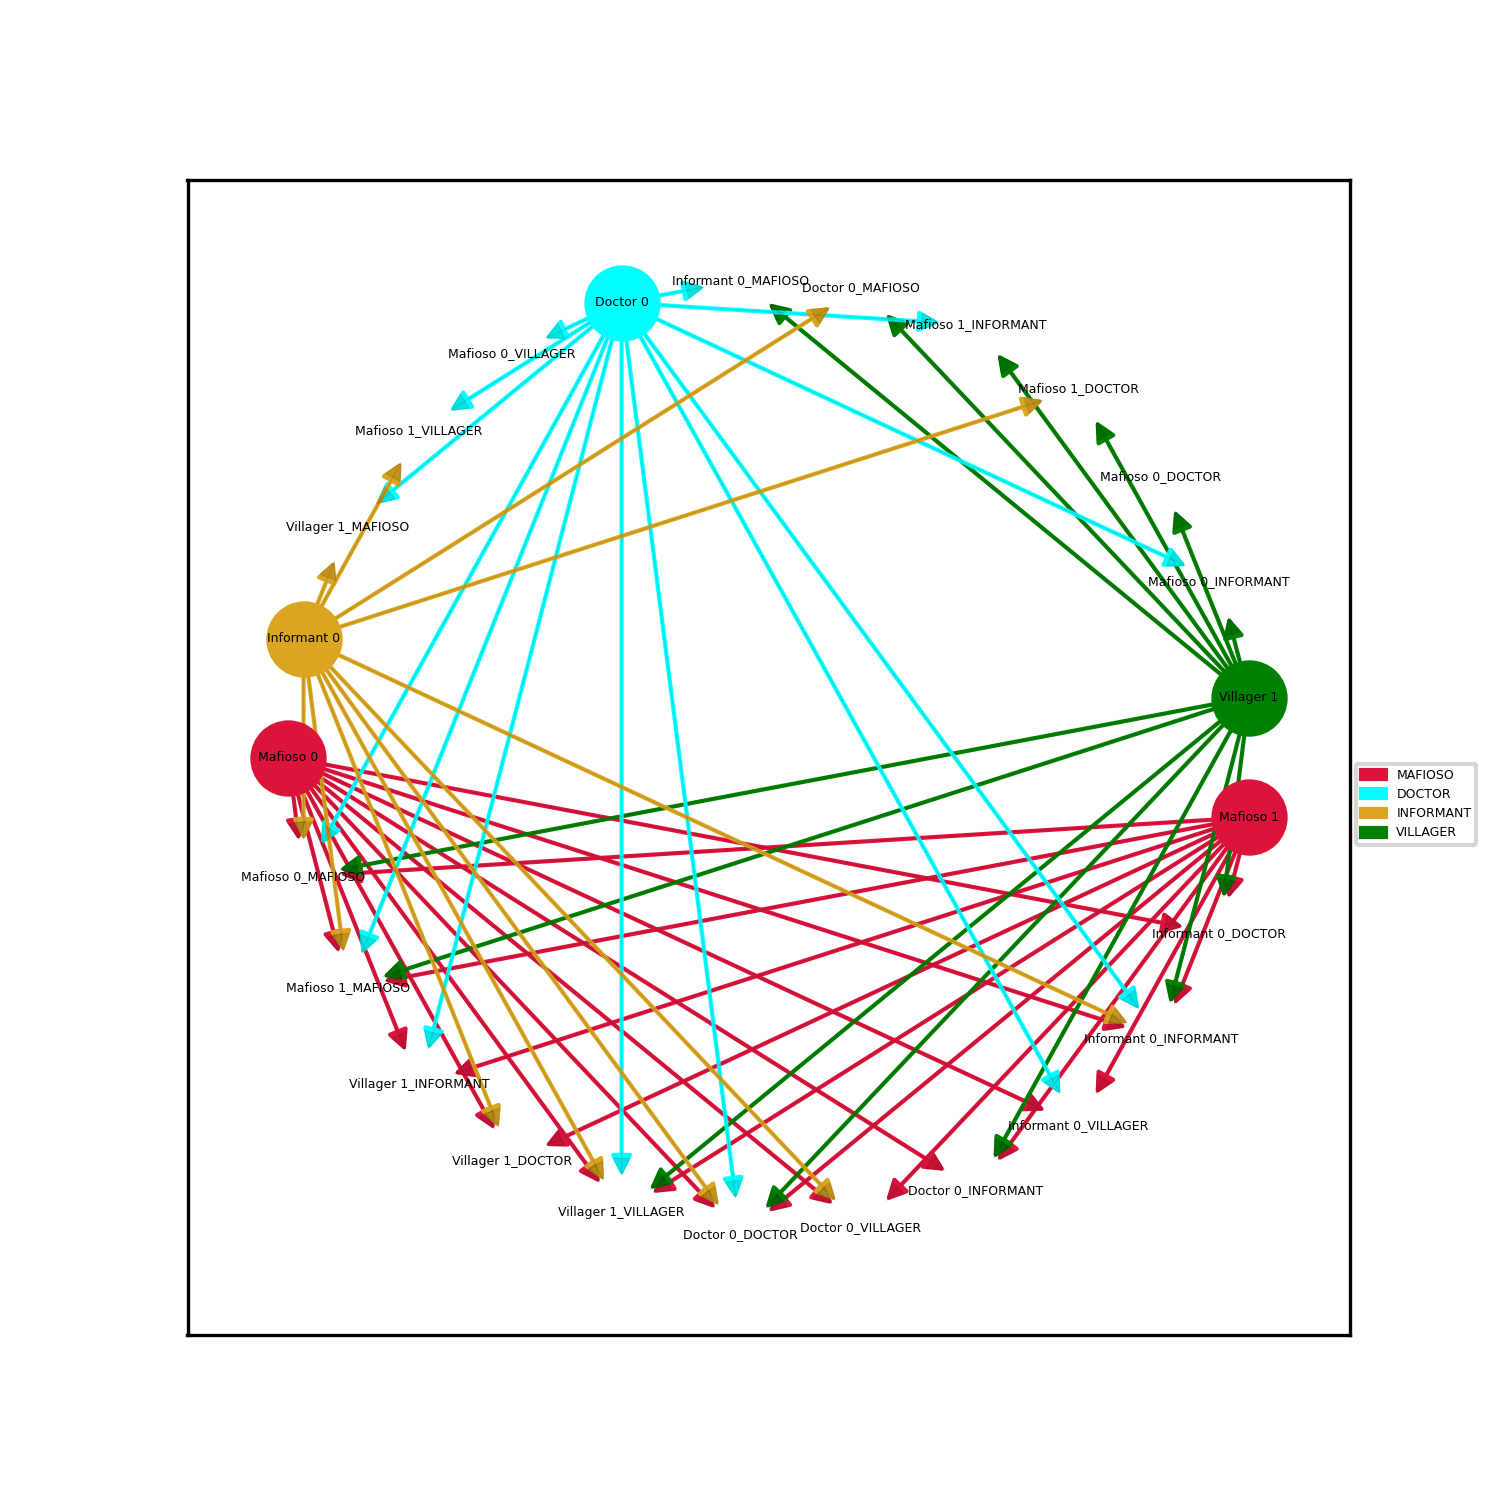 Informant 0_MAFIOSO
Doctor 0_MAFIOSO
Doctor 0
Mafioso 1_INFORMANT
Mafioso 0_VILLAGER
Mafioso 1_DOCTOR
Mafioso 1_VILLAGER
Mafioso 0_DOCTOR
Villager 1_MAFIOSO
Mafioso 0_INFORMANT
Informant 0
Villager 1
Mafioso 0
Mafioso 1
MAFIOSO
DOCTOR
INFORMANT
VILLAGER
Mafioso 0_MAFIOSO
Informant 0_DOCTOR
Mafioso 1_MAFIOSO
Informant 0_INFORMANT
Villager 1_INFORMANT
Informant 0_VILLAGER
Villager 1_DOCTOR
Doctor 0_INFORMANT
Villager 1_VILLAGER
Doctor 0_VILLAGER
Doctor 0_DOCTOR